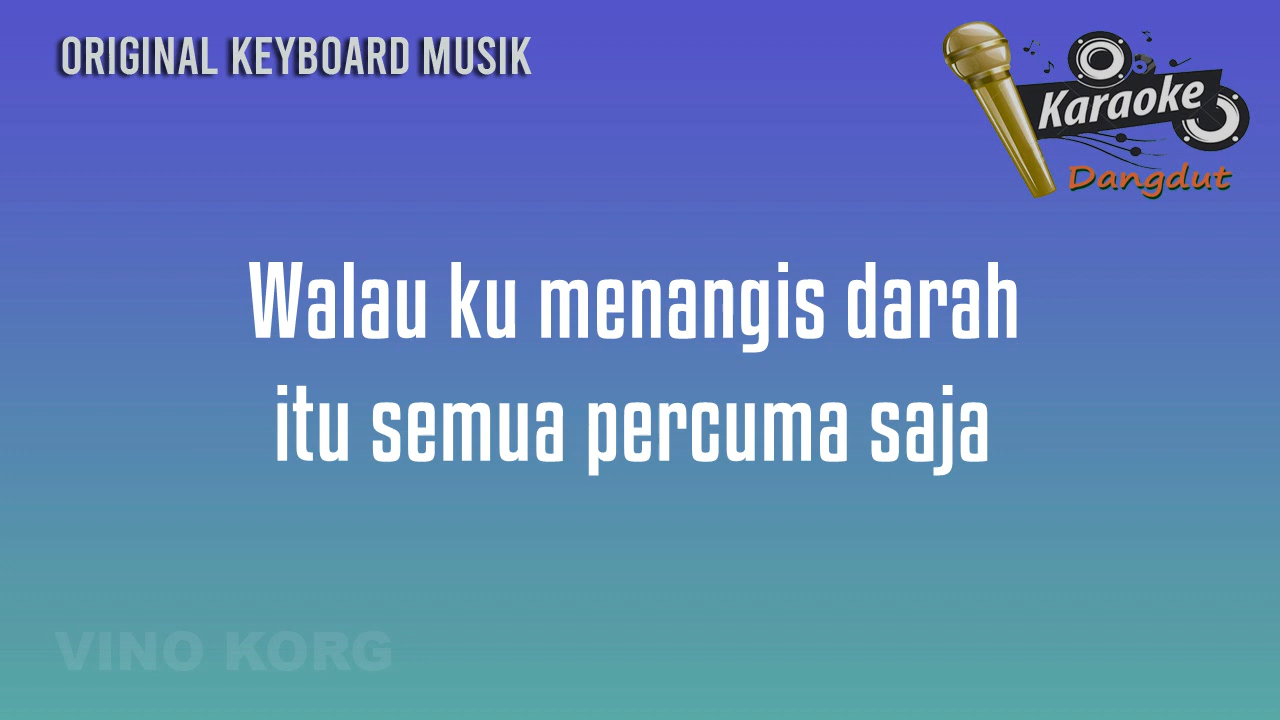 ORIGINAL KEYBOARD MUSIK
Karaoke
Dangdut
Walau ku menangis darah
itu semua percuma saja
VINO KORG